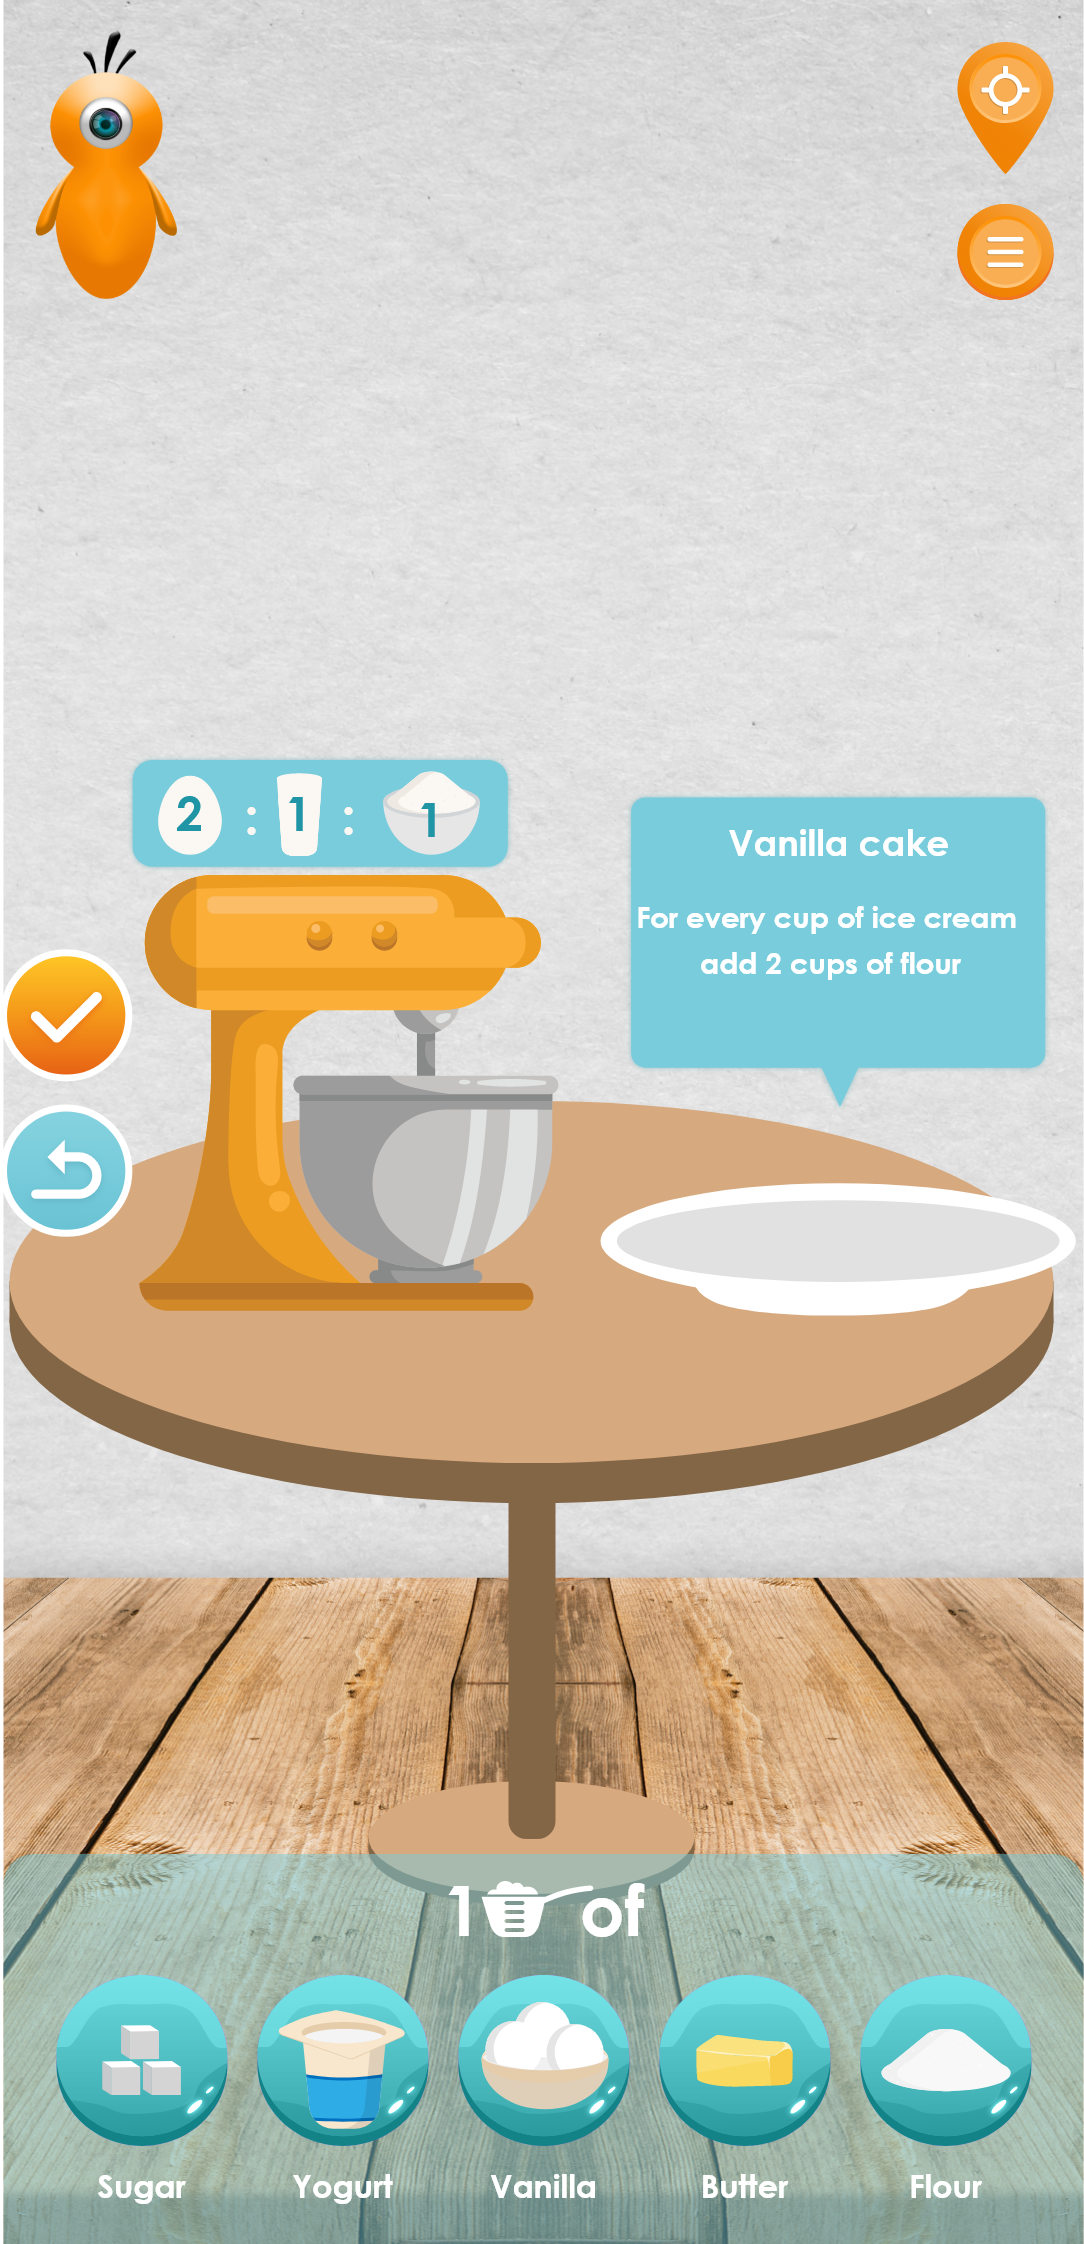 2 : 1 : 1
Vanilla cake
For every cup of ice cream
add 2 cups of flour
1 of
Sugar Yogurt Vanilla Butter Flour